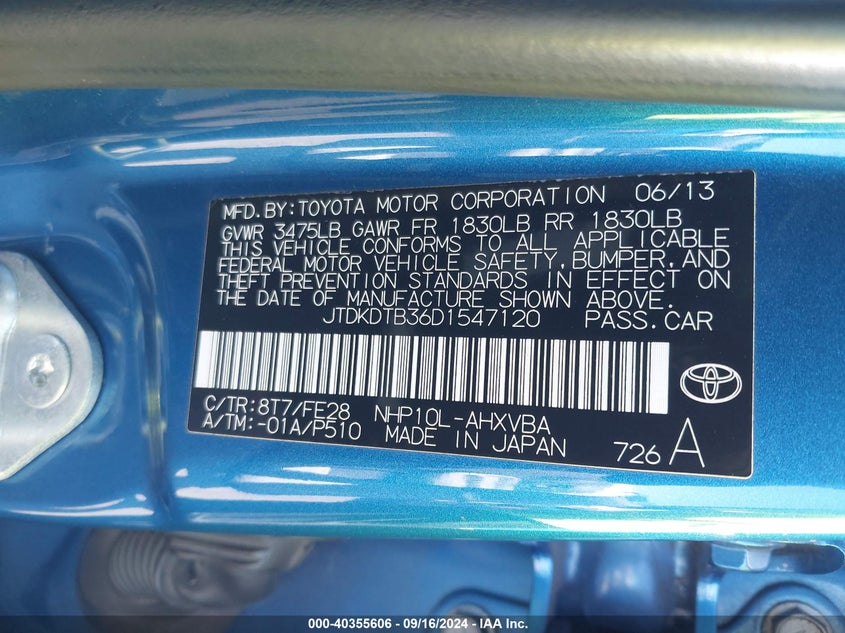 MFD.BY:TOYOTA MOTOR CORPORATION 06/13
GVWR 3475LB GAWR FR 1830LB RR 1830LB
THIS VEHICLE CONFORMS TO ALL APPLICABLE
FEDERAL MOTOR VEHICLE SAFETY,BUMPER,AND
THEFT PREVENTION STANDARDS IN EFFECT ON
THE DATE OF MANUFACTURE SHOWN ABOVE.
JTDKDTB36D1547120 PASS.CAR
C/TR:8T7/FE28 NHP10L-AHXVBA
A/TM:-01A/P510 MADE IN JAPAN
726 A
000-40355606 - 09/16/2024 - IAA Inc.